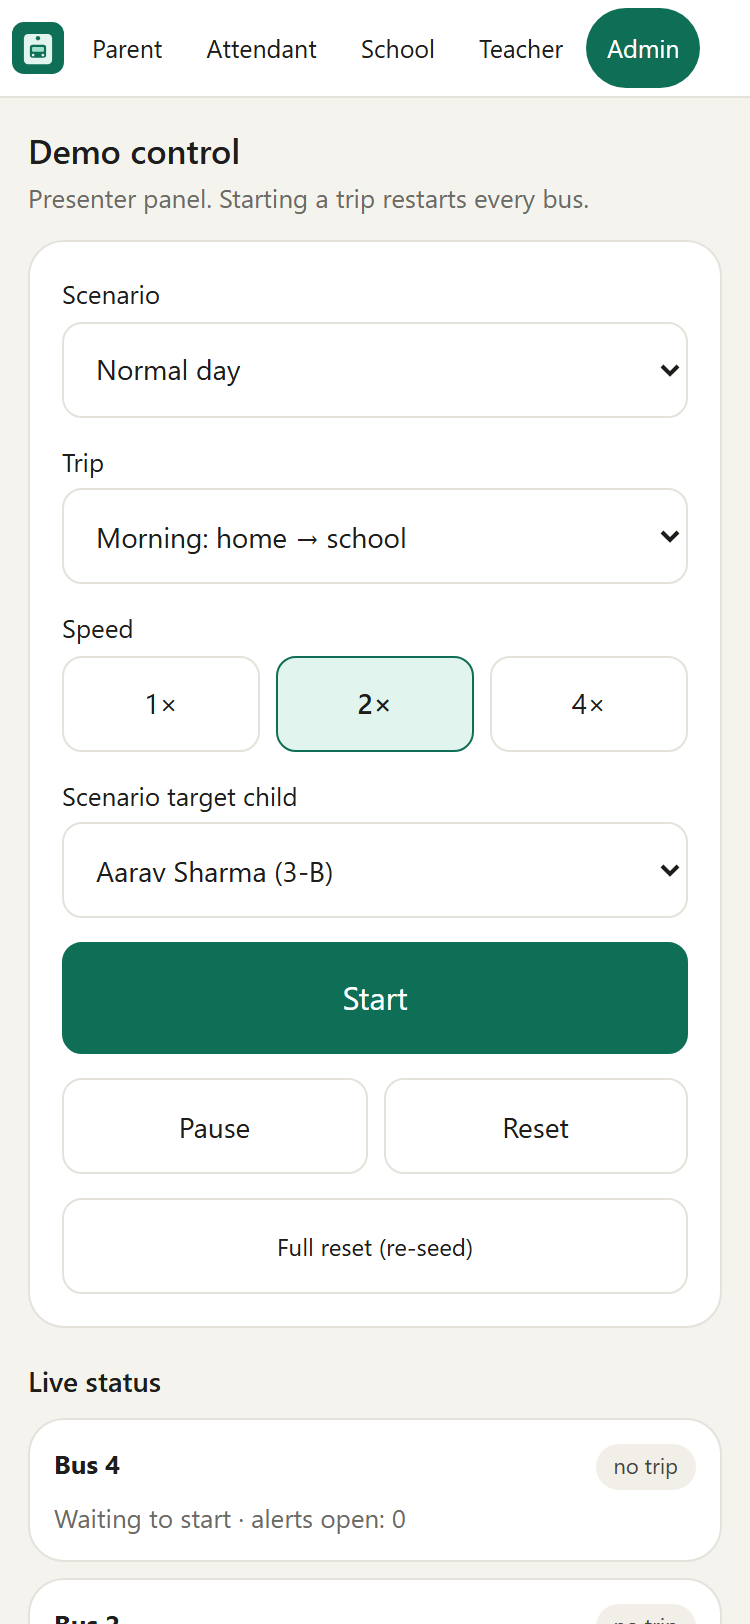 Parent Attendant School Teacher Admin
Demo control
Presenter panel. Starting a trip restarts every bus.
Scenario
Normal day
Trip
Morning: home → school
Speed
1× 2× 4×
Scenario target child
Aarav Sharma (3-B)
Start
Pause Reset
Full reset (re-seed)
Live status
Bus 4 no trip
Waiting to start · alerts open: 0